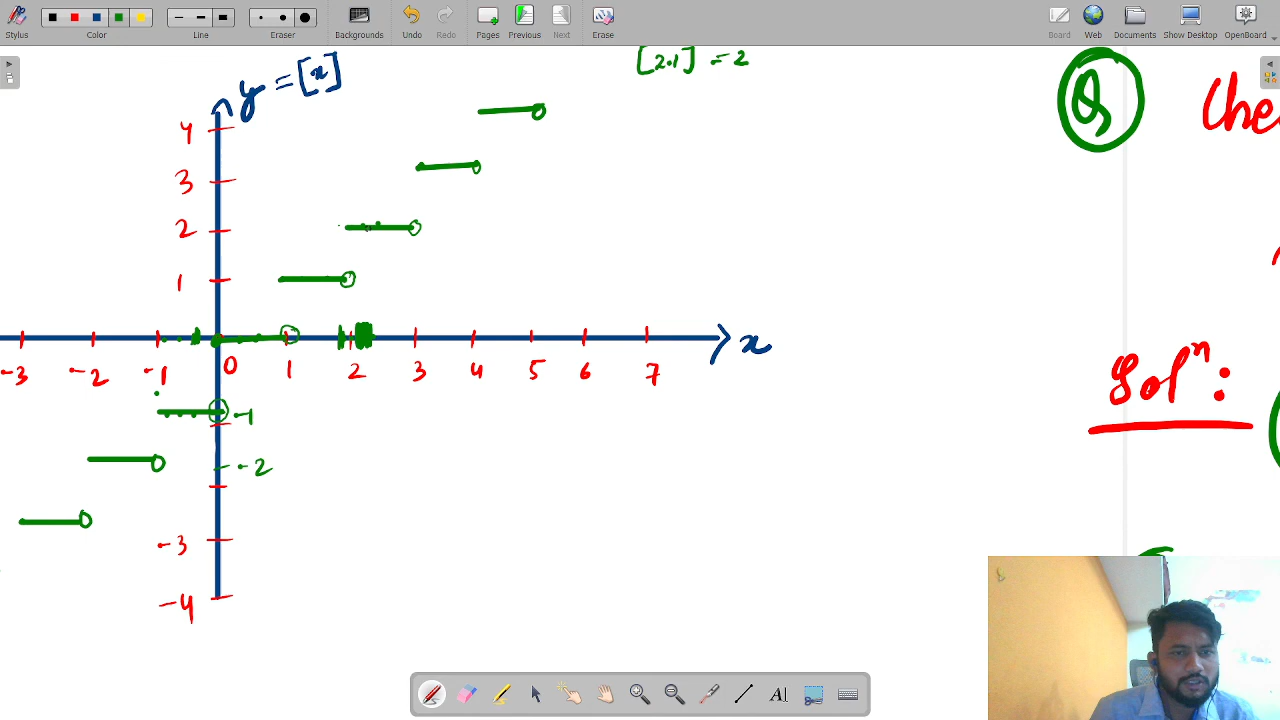 Stylus
Color
Line
Eraser
Backgrounds
Undo
Redo
Pages
Previous
Next
Erase
Board
Web
Documents
Show Desktop
OpenBoard
y = [x]
[2.1] = 2
Q
Che
4
3
2
1
x
-3 -2 -1 0 1 2 3 4 5 6 7
Solⁿ:
-1
-2
-3
-4